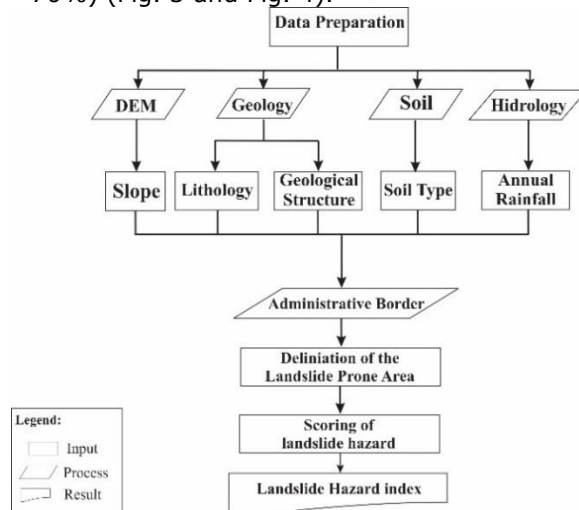 Data Preparation
DEM
Geology
Soil
Hidrology
Slope
Lithology
Geological
Structure
Soil Type
Annual
Rainfall
Administrative Border
Deliniation of the
Landslide Prone Area
Scoring of
landslide hazard
Landslide Hazard index
Legend:
Input
Process
Result